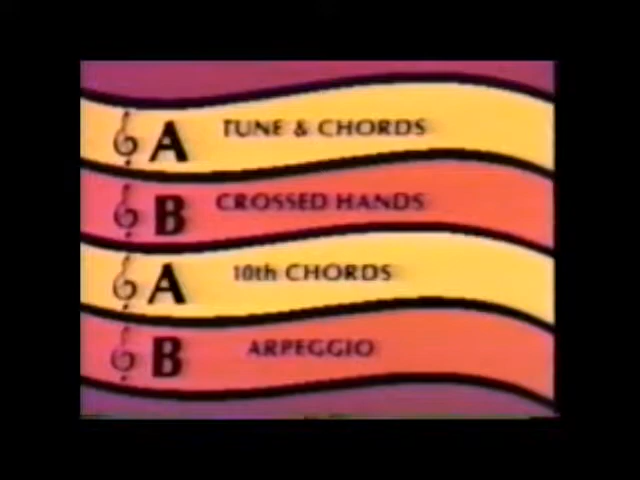 A TUNE & CHORDS
B CROSSED HANDS
A 10th CHORDS
B ARPEGGIO